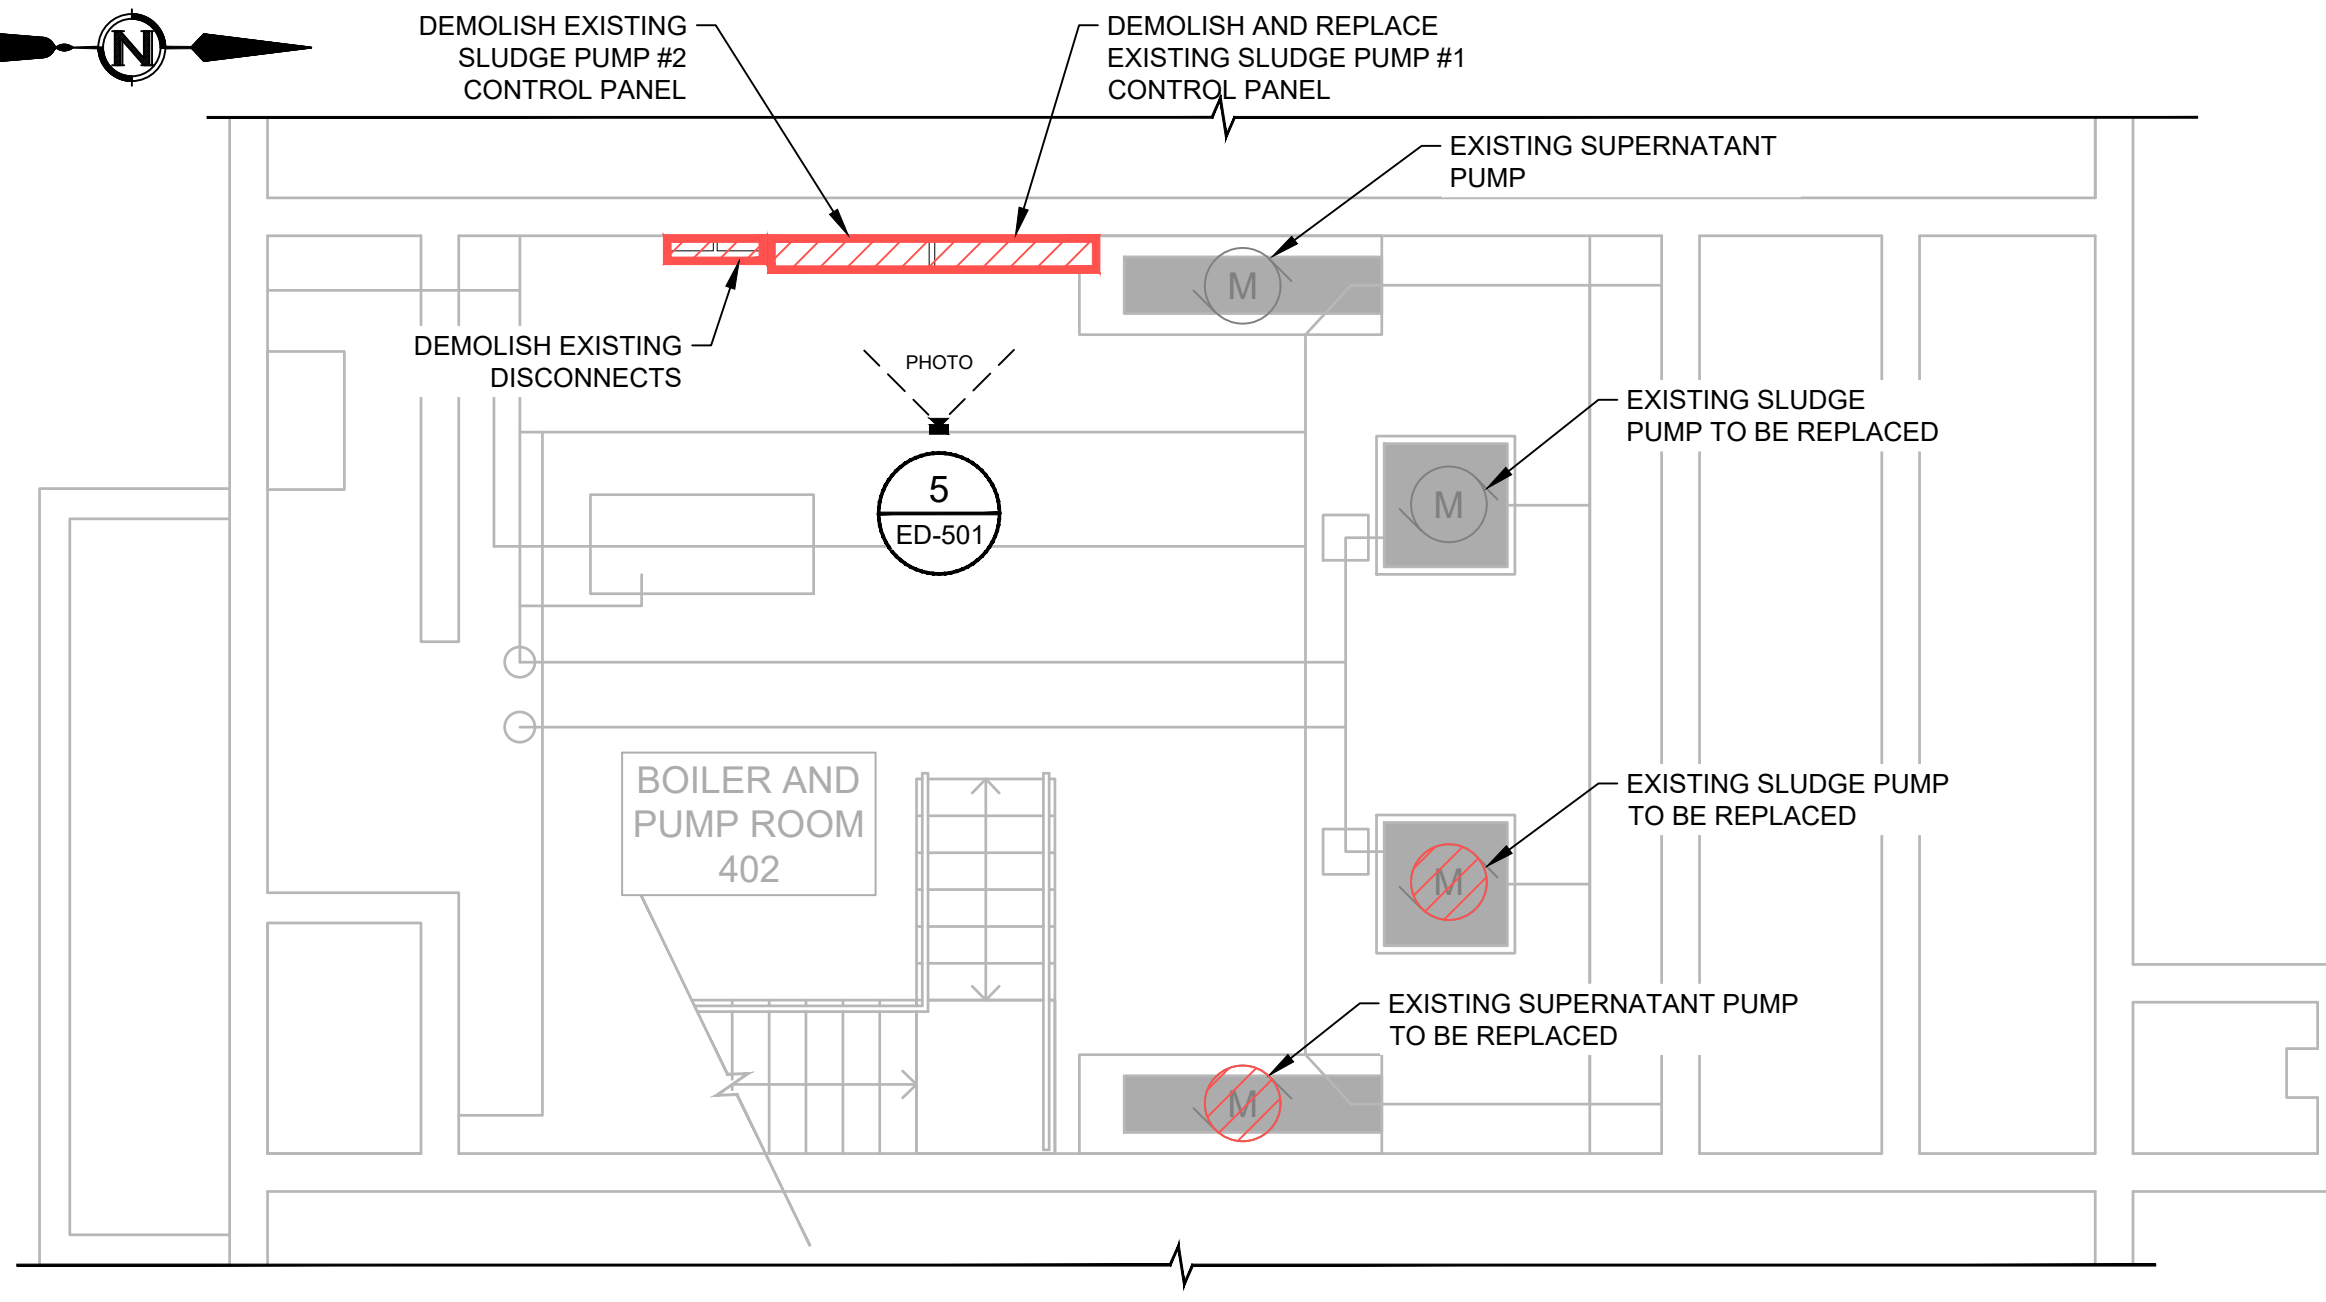 N
DEMOLISH EXISTING
SLUDGE PUMP #2
CONTROL PANEL
DEMOLISH AND REPLACE
EXISTING SLUDGE PUMP #1
CONTROL PANEL
EXISTING SUPERNATANT
PUMP
M
DEMOLISH EXISTING
DISCONNECTS
PHOTO
5
ED-501
EXISTING SLUDGE
PUMP TO BE REPLACED
M
BOILER AND
PUMP ROOM
402
EXISTING SLUDGE PUMP
TO BE REPLACED
M
EXISTING SUPERNATANT PUMP
TO BE REPLACED
M